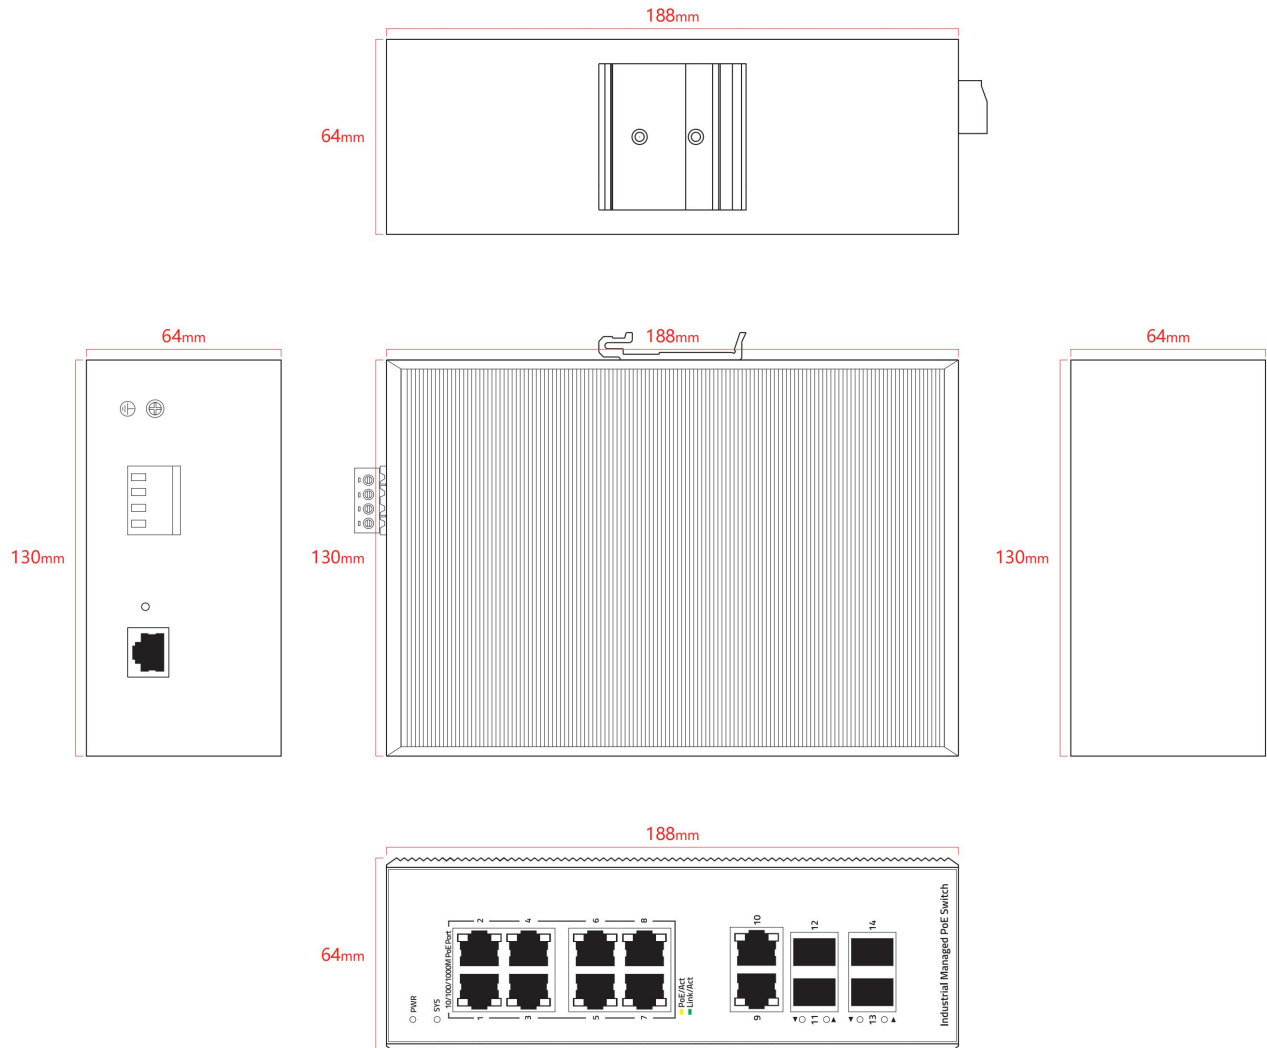 188mm
64mm
64mm
188mm
64mm
130mm
130mm
130mm
188mm
64mm
PWR
SYS
10/100/1000M PoE Port
2
4
6
8
1
3
5
7
PoE/Act
Link/Act
10
9
12
11
14
13
Industrial Managed PoE Switch